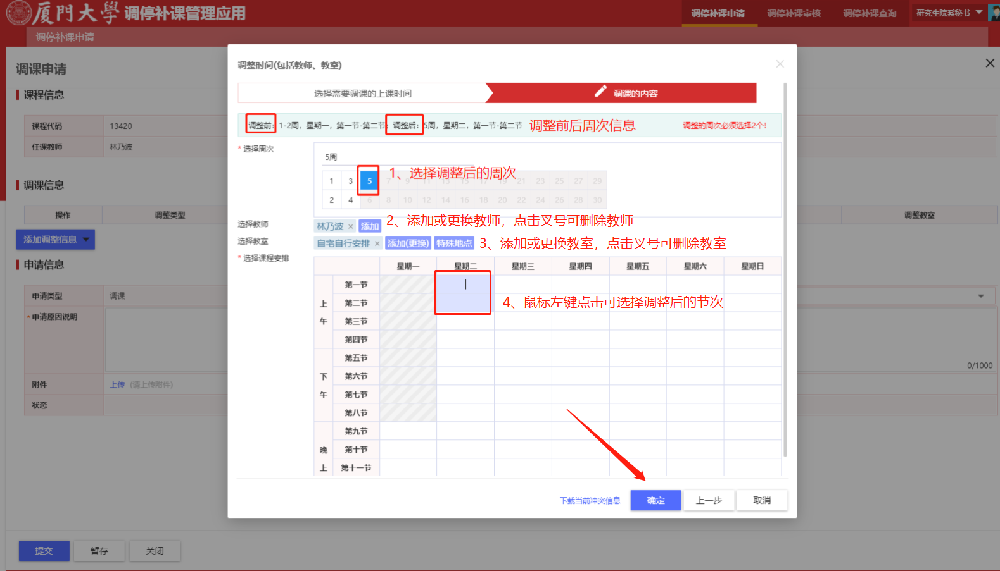 厦门大学 调停补课管理应用
调停补课申请
调停补课审核
调停补课查询
研究生院系秘书
调停补课申请
调课申请
课程信息
课程代码 13420
任课教师 林乃波
调课信息
操作 调整类型 调整教室
添加调整信息
申请信息
申请类型 调课
*申请原因说明
0/1000
附件 上传 (请上传附件)
状态
提交 暂存 关闭
调整时间(包括教师、教室)
选择需要调课的上课时间
调课的内容
调整前: 1-2周, 星期一, 第一节-第二节; 调整后: 5周, 星期二, 第一节-第二节 调整前后周次信息 调整的周次必须选择2个!
* 选择周次
5周
1、选择调整后的周次
1 3 5 7 9 11 13 15 17 19 21 23 25 27 29
2 4 6 8 10 12 14 16 18 20 22 24 26 28 30
选择教师 林乃波 × 添加 2、添加或更换教师，点击叉号可删除教师
选择教室 自宅自行安排 × 添加(更换) 特殊地点 3、添加或更换教室，点击叉号可删除教室
* 选择课程安排
星期一 星期二 星期三 星期四 星期五 星期六 星期日
上午
第一节
第二节
4、鼠标左键点击可选择调整后的节次
第三节
第四节
下午
第五节
第六节
第七节
第八节
晚上
第九节
第十节
第十一节
下载当前冲突信息 确定 上一步 取消